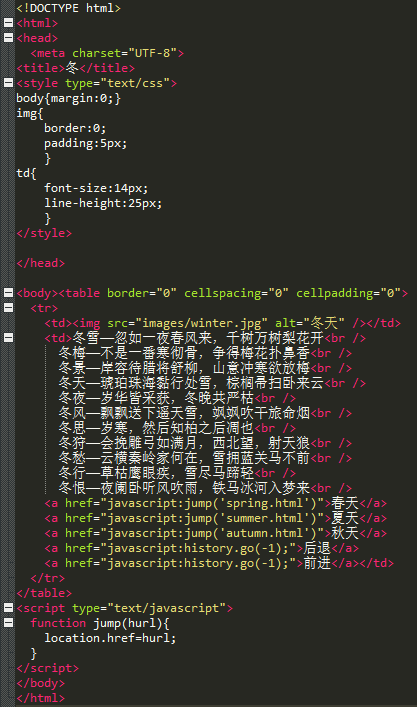 <!DOCTYPE html>
<html>
<head>
<meta charset="UTF-8">
<title>冬</title>
<style type="text/css">
body{margin:0;}
img{
border:0;
padding:5px;
}
td{
font-size:14px;
line-height:25px;
}
</style>
</head>
<body><table border="0" cellspacing="0" cellpadding="0">
<tr>
<td><img src="images/winter.jpg" alt="冬天" /></td>
<td>冬雪—忽如一夜春风来，千树万树梨花开<br />
冬梅—不是一番寒彻骨，争得梅花扑鼻香<br />
冬景—岸容待腊将舒柳，山意冲寒欲放梅<br />
冬天—琥珀珠海黏行处雪，棕榈帚扫卧来云<br />
冬夜—岁华皆采获，冬晚共严枯<br />
冬风—飘飘送下遥天雪，飒飒吹干旅命烟<br />
冬思—岁寒，然后知柏之后凋也<br />
冬狩—会挽雕弓如满月，西北望，射天狼<br />
冬愁—云横秦岭家何在，雪拥蓝关马不前<br />
冬行—草枯鹰眼疾，雪尽马蹄轻<br />
冬恨—夜阑卧听风吹雨，铁马冰河入梦来<br />
<a href="javascript:jump('spring.html')">春天</a>
<a href="javascript:jump('summer.html')">夏天</a>
<a href="javascript:jump('autumn.html')">秋天</a>
<a href="javascript:history.go(-1);">后退</a>
<a href="javascript:history.go(-1);">前进</a></td>
</tr>
</table>
<script type="text/javascript">
function jump(hurl){
location.href=hurl;
}
</script>
</body>
</html>